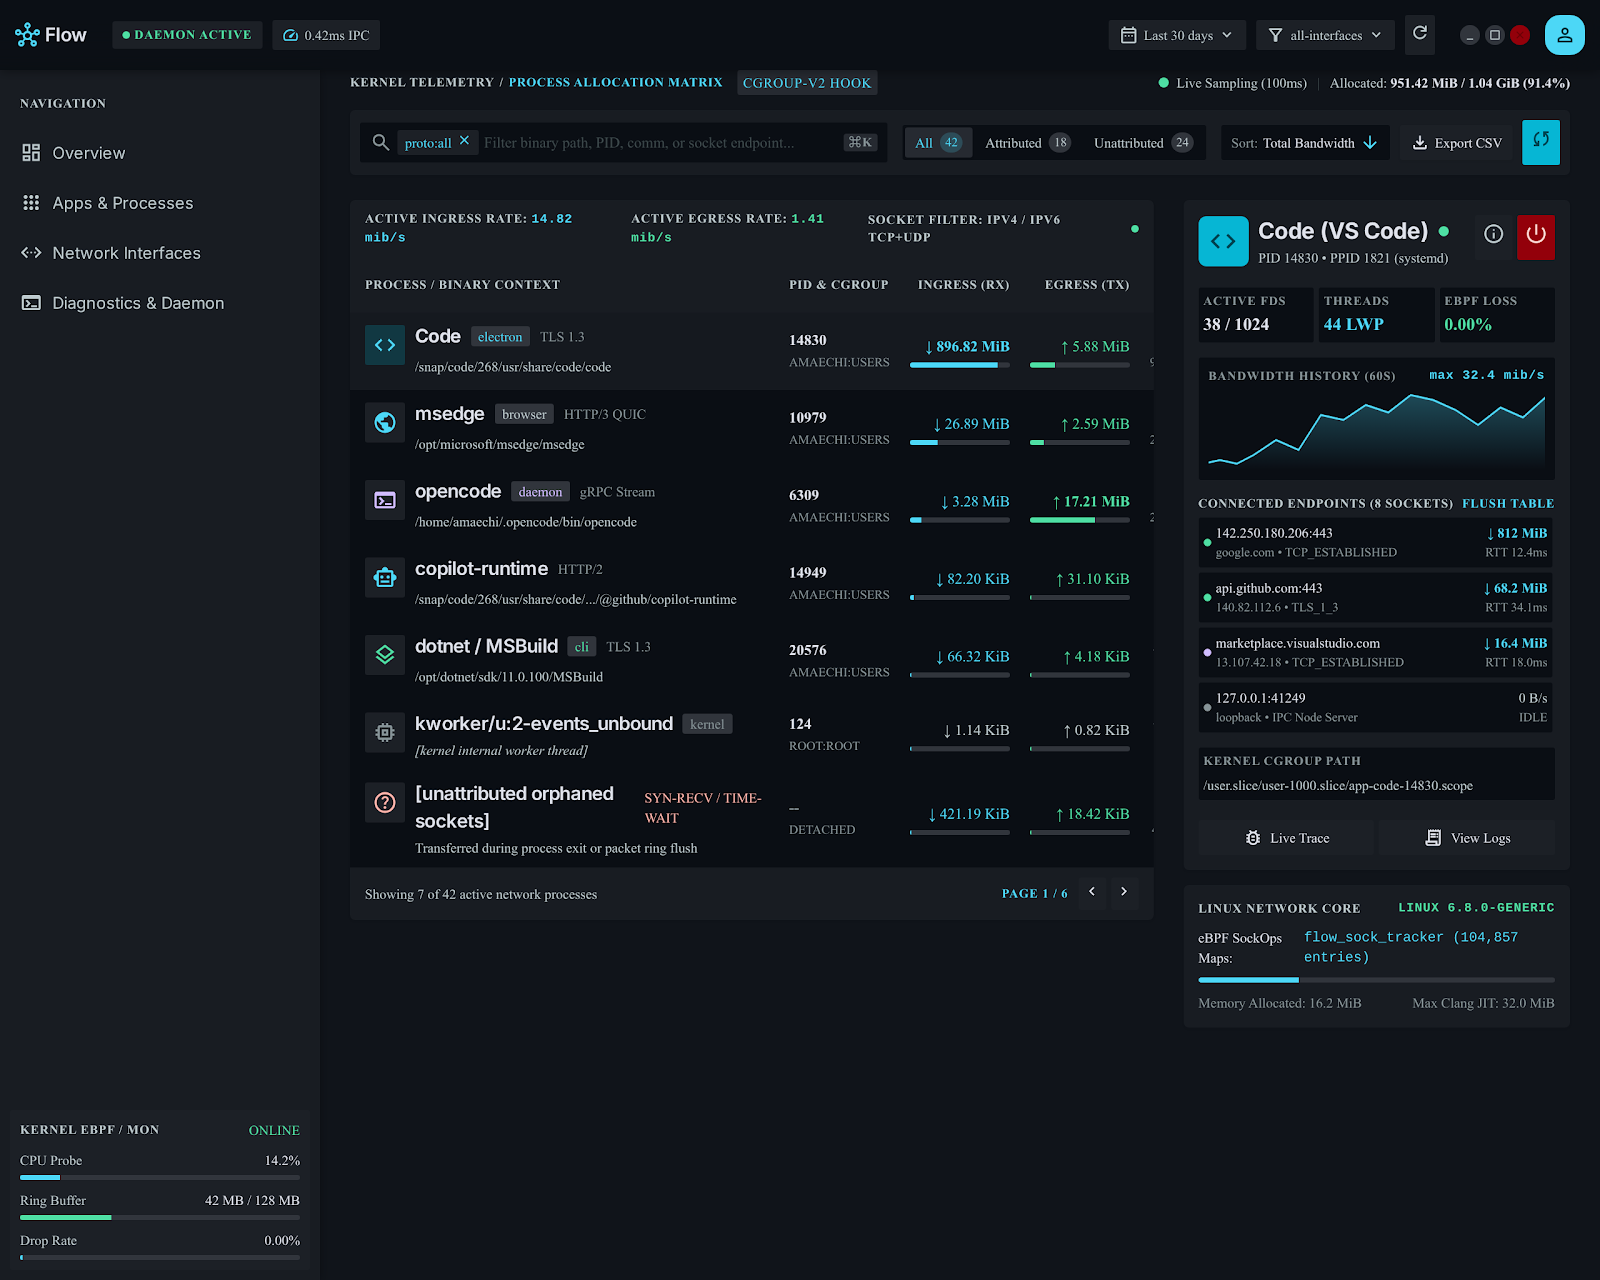 Flow
DAEMON ACTIVE
0.42ms IPC
Last 30 days
all-interfaces
NAVIGATION
Overview
Apps & Processes
Network Interfaces
Diagnostics & Daemon
KERNEL EBPF / MON ONLINE
CPU Probe 14.2%
Ring Buffer 42 MB / 128 MB
Drop Rate 0.00%
KERNEL TELEMETRY / PROCESS ALLOCATION MATRIX CGROUP-V2 HOOK
Live Sampling (100ms) Allocated: 951.42 MiB / 1.04 GiB (91.4%)
proto:all Filter binary path, PID, comm, or socket endpoint... ⌘K
All 42 Attributed 18 Unattributed 24
Sort: Total Bandwidth ↓
Export CSV
ACTIVE INGRESS RATE: 14.82
mib/s
ACTIVE EGRESS RATE: 1.41
mib/s
SOCKET FILTER: IPV4 / IPV6
TCP+UDP
PROCESS / BINARY CONTEXT PID & CGROUP INGRESS (RX) EGRESS (TX)
Code electron TLS 1.3
/snap/code/268/usr/share/code/code
14830
AMAECHI:USERS
↓ 896.82 MiB ↑ 5.88 MiB
msedge browser HTTP/3 QUIC
/opt/microsoft/msedge/msedge
10979
AMAECHI:USERS
↓ 26.89 MiB ↑ 2.59 MiB
opencode daemon gRPC Stream
/home/amaechi/.opencode/bin/opencode
6309
AMAECHI:USERS
↓ 3.28 MiB ↑ 17.21 MiB
copilot-runtime HTTP/2
/snap/code/268/usr/share/code/.../@github/copilot-runtime
14949
AMAECHI:USERS
↓ 82.20 KiB ↑ 31.10 KiB
dotnet / MSBuild cli TLS 1.3
/opt/dotnet/sdk/11.0.100/MSBuild
20576
AMAECHI:USERS
↓ 66.32 KiB ↑ 4.18 KiB
kworker/u:2-events_unbound kernel
[kernel internal worker thread]
124
ROOT:ROOT
↓ 1.14 KiB ↑ 0.82 KiB
[unattributed orphaned
sockets]
SYN-RECV / TIME-
WAIT
Transferred during process exit or packet ring flush
--
DETACHED
↓ 421.19 KiB ↑ 18.42 KiB
Showing 7 of 42 active network processes
PAGE 1 / 6
Code (VS Code)
PID 14830 • PPID 1821 (systemd)
ACTIVE FDS
38 / 1024
THREADS
44 LWP
EBPF LOSS
0.00%
BANDWIDTH HISTORY (60S) max 32.4 mib/s
CONNECTED ENDPOINTS (8 SOCKETS) FLUSH TABLE
142.250.180.206:443 ↓ 812 MiB
google.com • TCP_ESTABLISHED RTT 12.4ms
api.github.com:443 ↓ 68.2 MiB
140.82.112.6 • TLS_1_3 RTT 34.1ms
marketplace.visualstudio.com ↓ 16.4 MiB
13.107.42.18 • TCP_ESTABLISHED RTT 18.0ms
127.0.0.1:41249 0 B/s
loopback • IPC Node Server IDLE
KERNEL CGROUP PATH
/user.slice/user-1000.slice/app-code-14830.scope
Live Trace
View Logs
LINUX NETWORK CORE LINUX 6.8.0-GENERIC
eBPF SockOps
Maps:
flow_sock_tracker (104,857
entries)
Memory Allocated: 16.2 MiB Max Clang JIT: 32.0 MiB